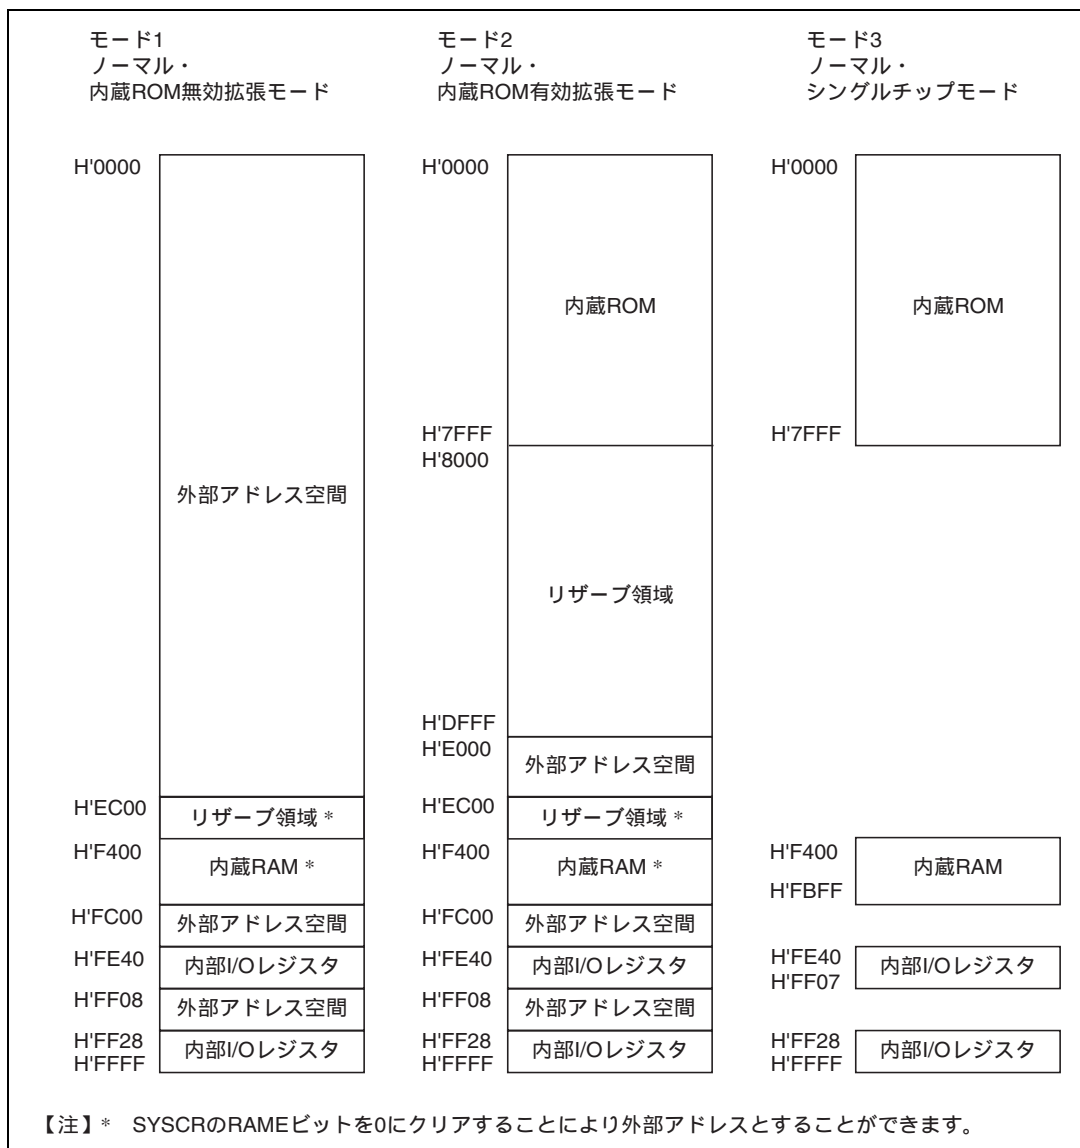 モード1
ノーマル・
内蔵ROM無効拡張モード
H'0000
外部アドレス空間
H'EC00
リザーブ領域 *
H'F400
内蔵RAM *
H'FC00
外部アドレス空間
H'FE40
内部I/Oレジスタ
H'FF08
外部アドレス空間
H'FF28
H'FFFF
内部I/Oレジスタ
モード2
ノーマル・
内蔵ROM有効拡張モード
H'0000
内蔵ROM
H'7FFF
H'8000
リザーブ領域
H'DFFF
H'E000
外部アドレス空間
H'EC00
リザーブ領域 *
H'F400
内蔵RAM *
H'FC00
外部アドレス空間
H'FE40
内部I/Oレジスタ
H'FF08
外部アドレス空間
H'FF28
H'FFFF
内部I/Oレジスタ
モード3
ノーマル・
シングルチップモード
H'0000
内蔵ROM
H'7FFF
H'F400
内蔵RAM
H'FBFF
H'FE40
H'FF07
内部I/Oレジスタ
H'FF28
H'FFFF
内部I/Oレジスタ
【注】* SYSCRのRAMEビットを0にクリアすることにより外部アドレスとすることができます。